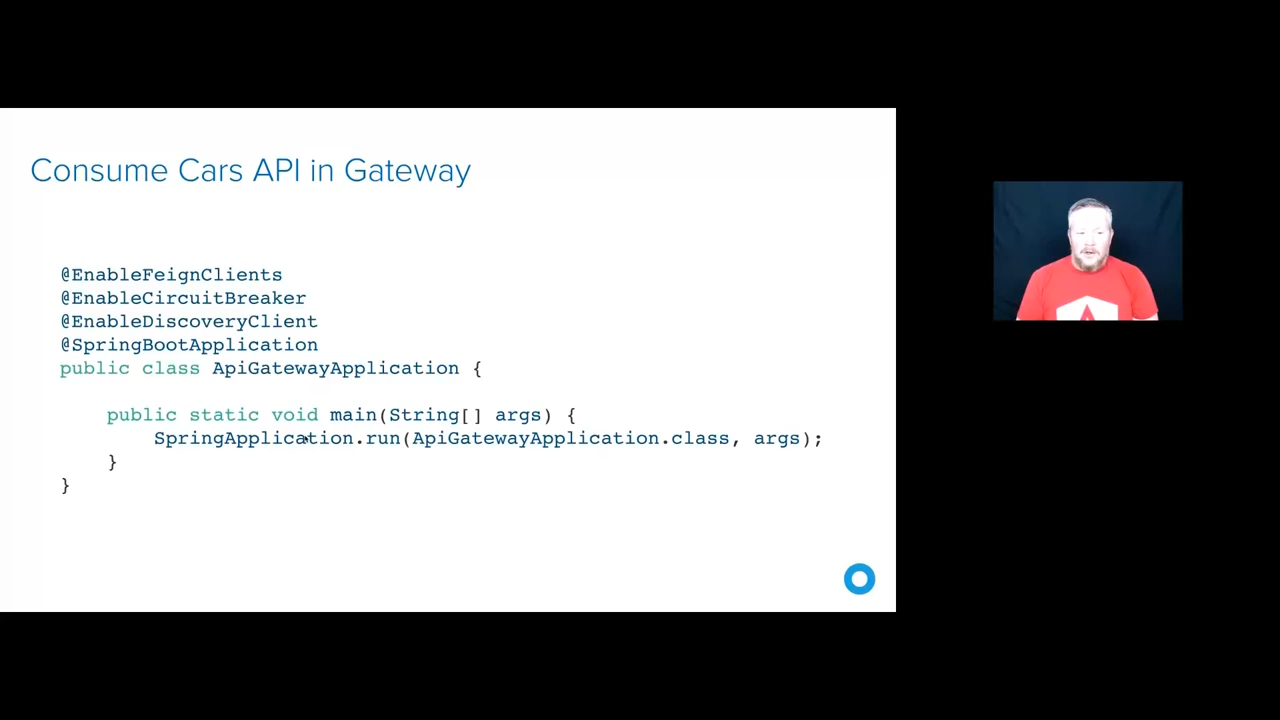 Consume Cars API in Gateway
@EnableFeignClients
@EnableCircuitBreaker
@EnableDiscoveryClient
@SpringBootApplication
public class ApiGatewayApplication {
public static void main(String[] args) {
SpringApplication.run(ApiGatewayApplication.class, args);
}
}